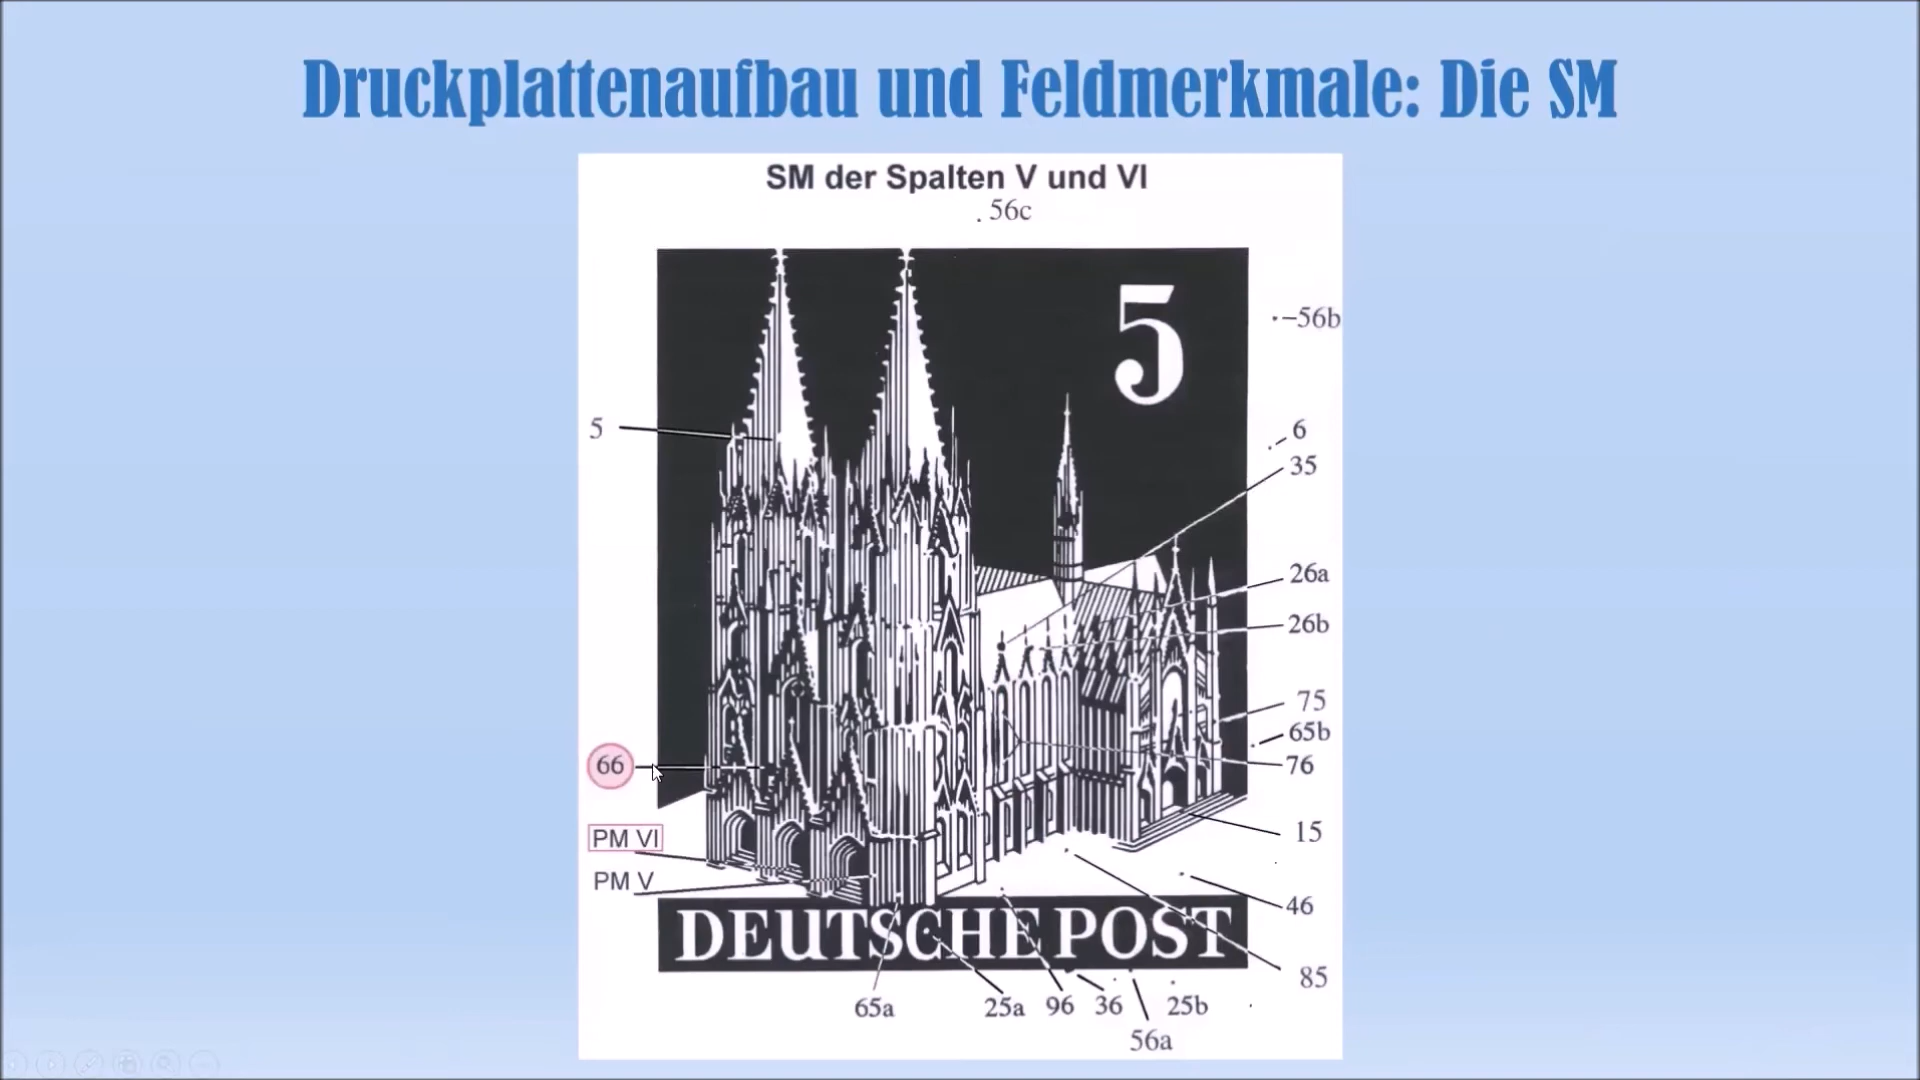 Druckplattenaufbau und Feldmerkmale: Die SM
SM der Spalten V und VI
. 56c
5
56b
5
6
35
26a
26b
75
65b
66
76
PM VI
15
PM V
46
DEUTSCHE POST
85
65a
25a
96
36
25b
56a